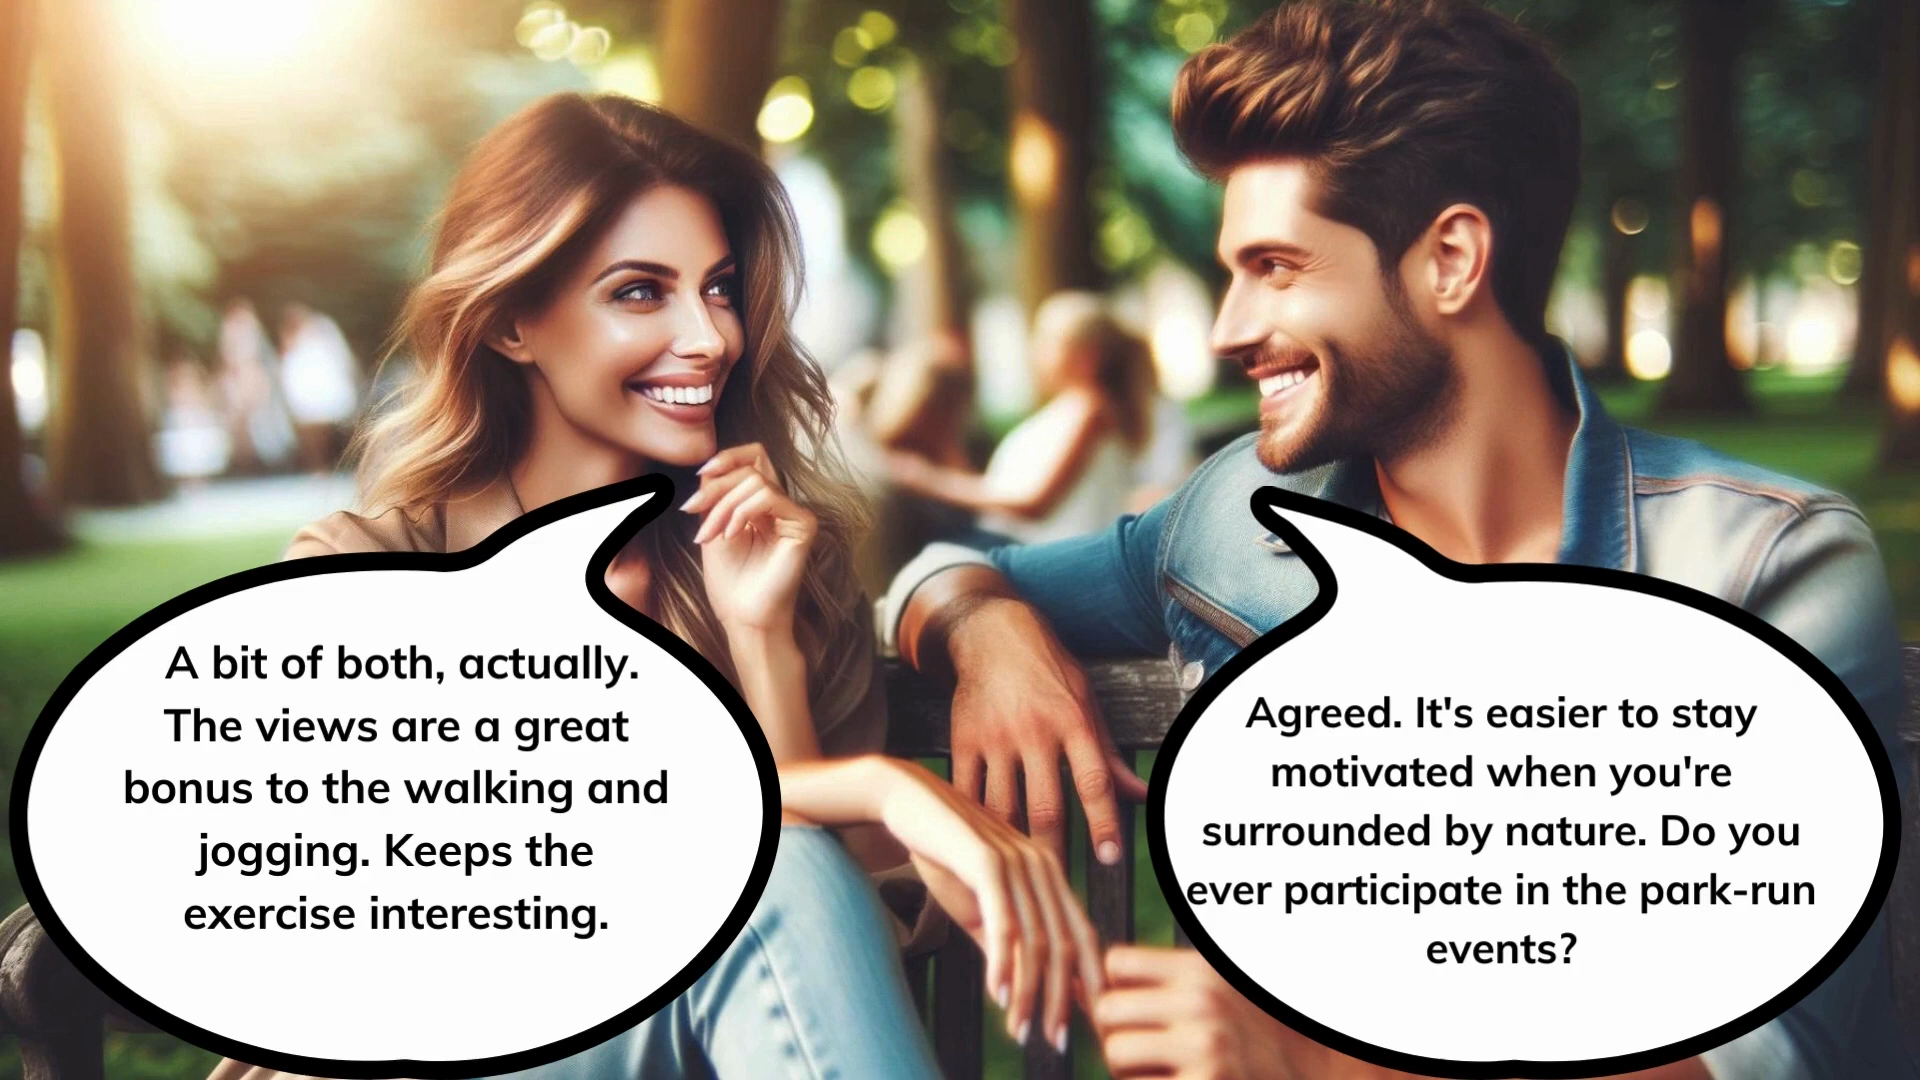 A bit of both, actually.
The views are a great
bonus to the walking and
jogging. Keeps the
exercise interesting.
Agreed. It's easier to stay
motivated when you're
surrounded by nature. Do you
ever participate in the park-run
events?